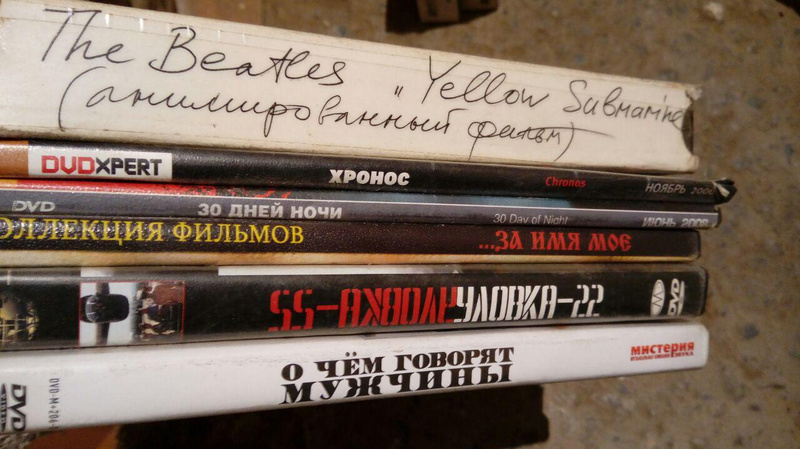 The Beatles "Yellow Submarine
(анимированный фильм)
DVDXPERT ХРОНОС Chronos НОЯБРЬ 2006
DVD 30 ДНЕЙ НОЧИ 30 Day of Night ИЮНЬ 2008
ОЛЛЕКЦИЯ ФИЛЬМОВ ...ЗА ИМЯ МОЕ
УЛОВКА-22 УЛОВКА-22 DVD
DVD О ЧЁМ ГОВОРЯТ МУЖЧИНЫ мистерия